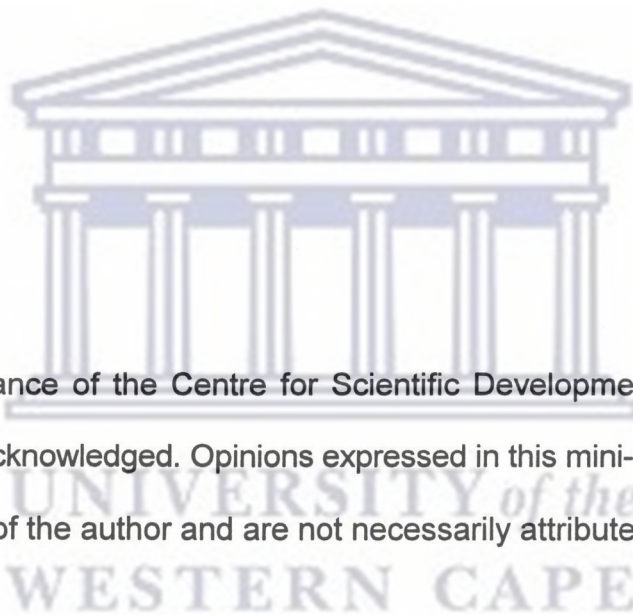 ance of the Centre for Scientific Developme
cknowledged. Opinions expressed in this mini-
UNIVERSITY of the
of the author and are not necessarily attribute
WESTERN CAPE